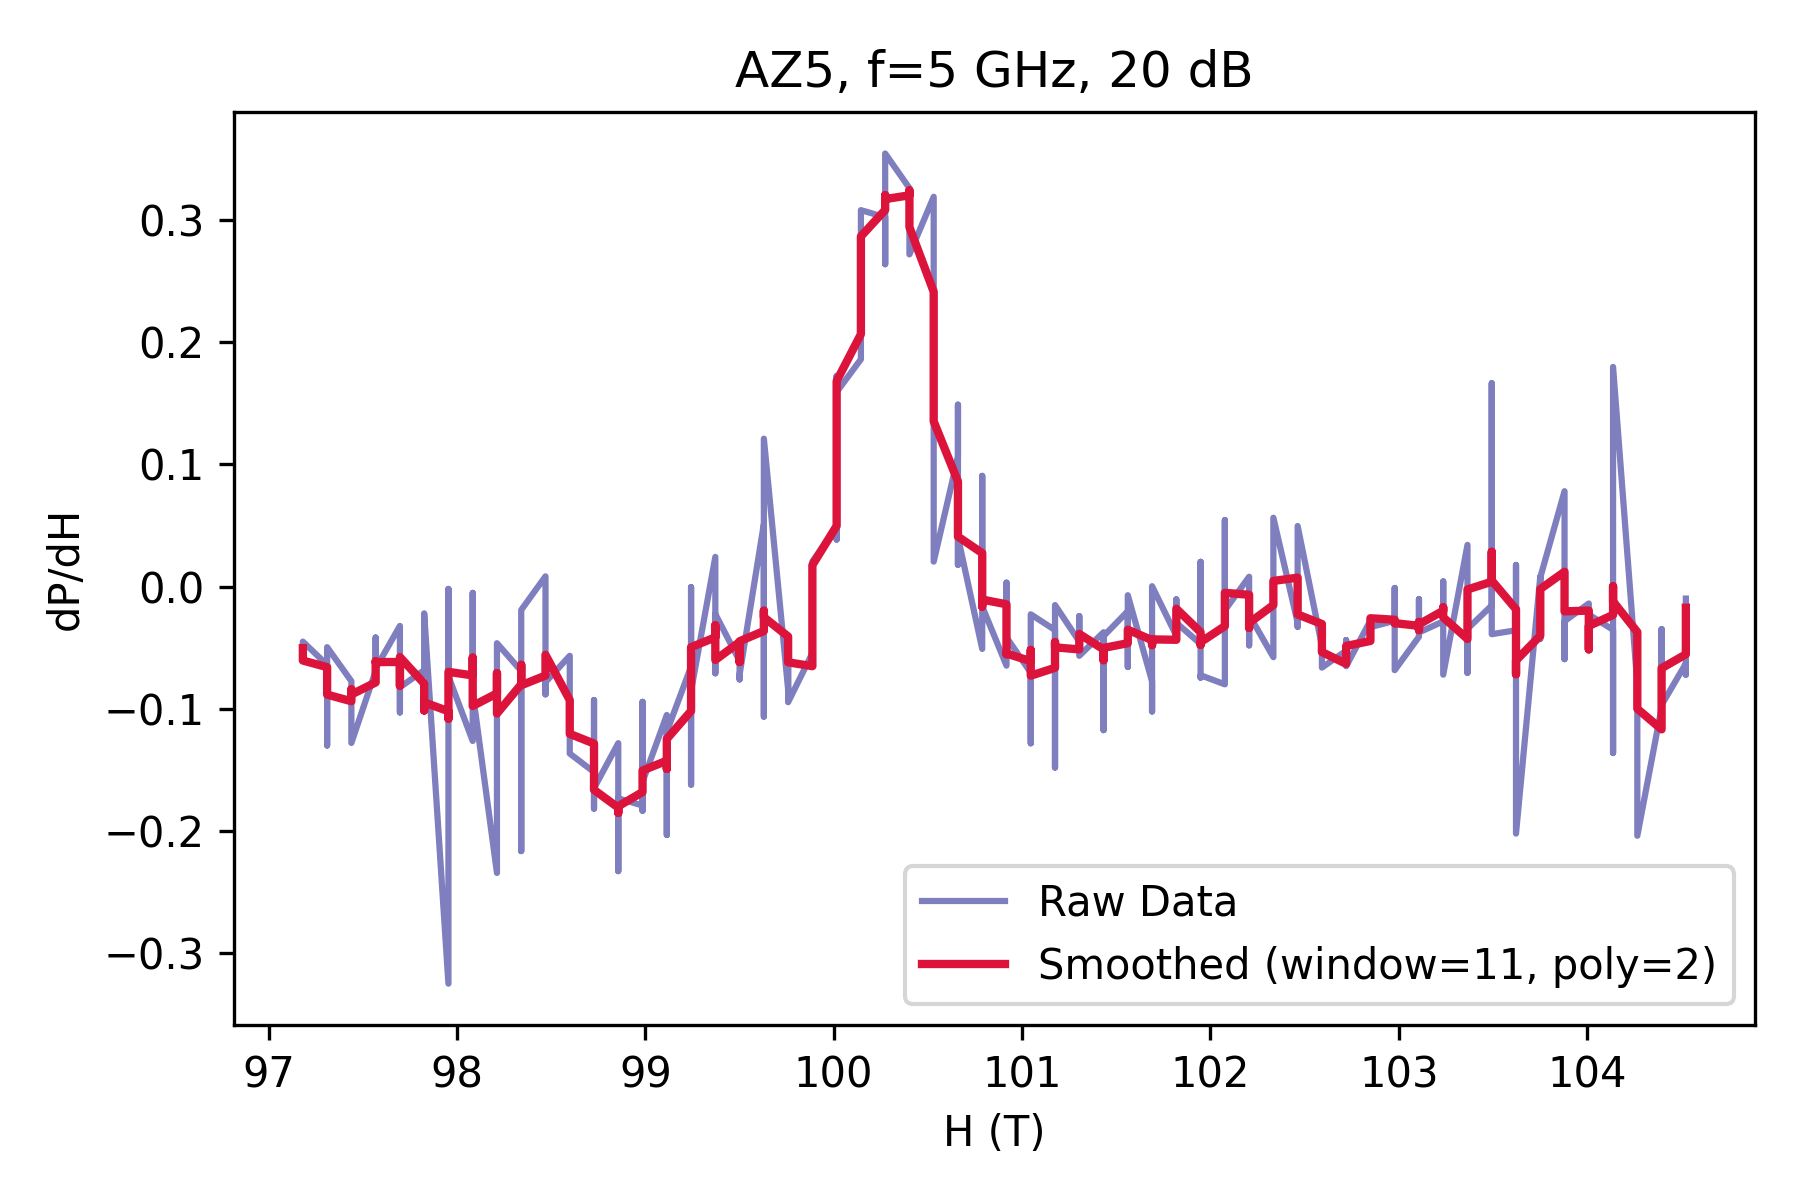 AZ5, f=5 GHz, 20 dB
dP/dH
0.3
0.2
0.1
0.0
−0.1
−0.2
−0.3
Raw Data
Smoothed (window=11, poly=2)
97 98 99 100 101 102 103 104
H (T)